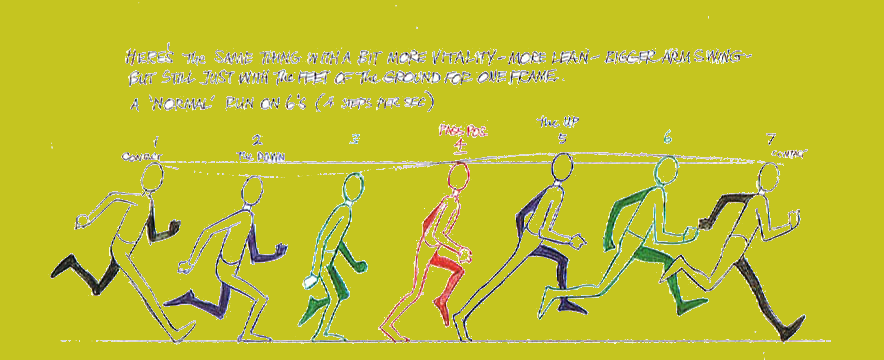 HERE'S THE SAME THING WITH A BIT MORE VITALITY - MORE LEAN - BIGGER ARM SWING -
BUT STILL JUST WITH THE FEET OFF THE GROUND FOR ONE FRAME.
A 'NORMAL' RUN ON 6'S (4 STEPS PER SEC)
1 2 3 4 5 6 7
CONTACT
THE DOWN
PASS POS
THE UP
CONTACT